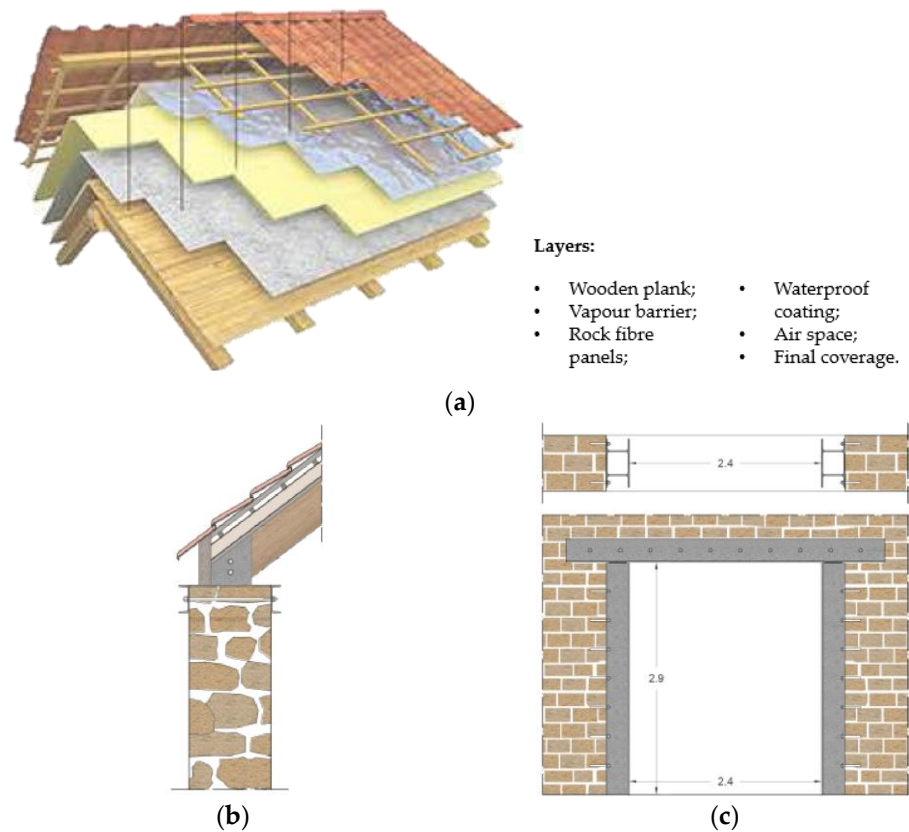 Layers:
• Wooden plank;
• Vapour barrier;
• Rock fibre
panels;
• Waterproof
coating;
• Air space;
• Final coverage.
(a)
2.4
2.9
2.4
(b)
(c)